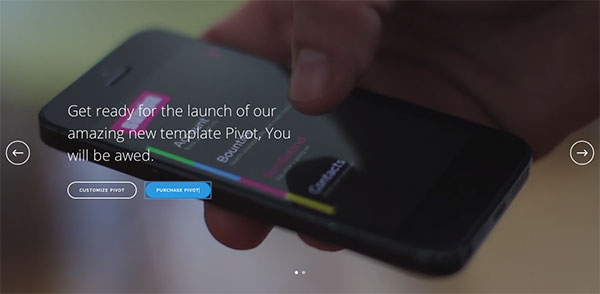 Get ready for the launch of our
amazing new template Pivot, You
will be awed.
CUSTOMIZE PIVOT
PURCHASE PIVOT
Account
Contacts